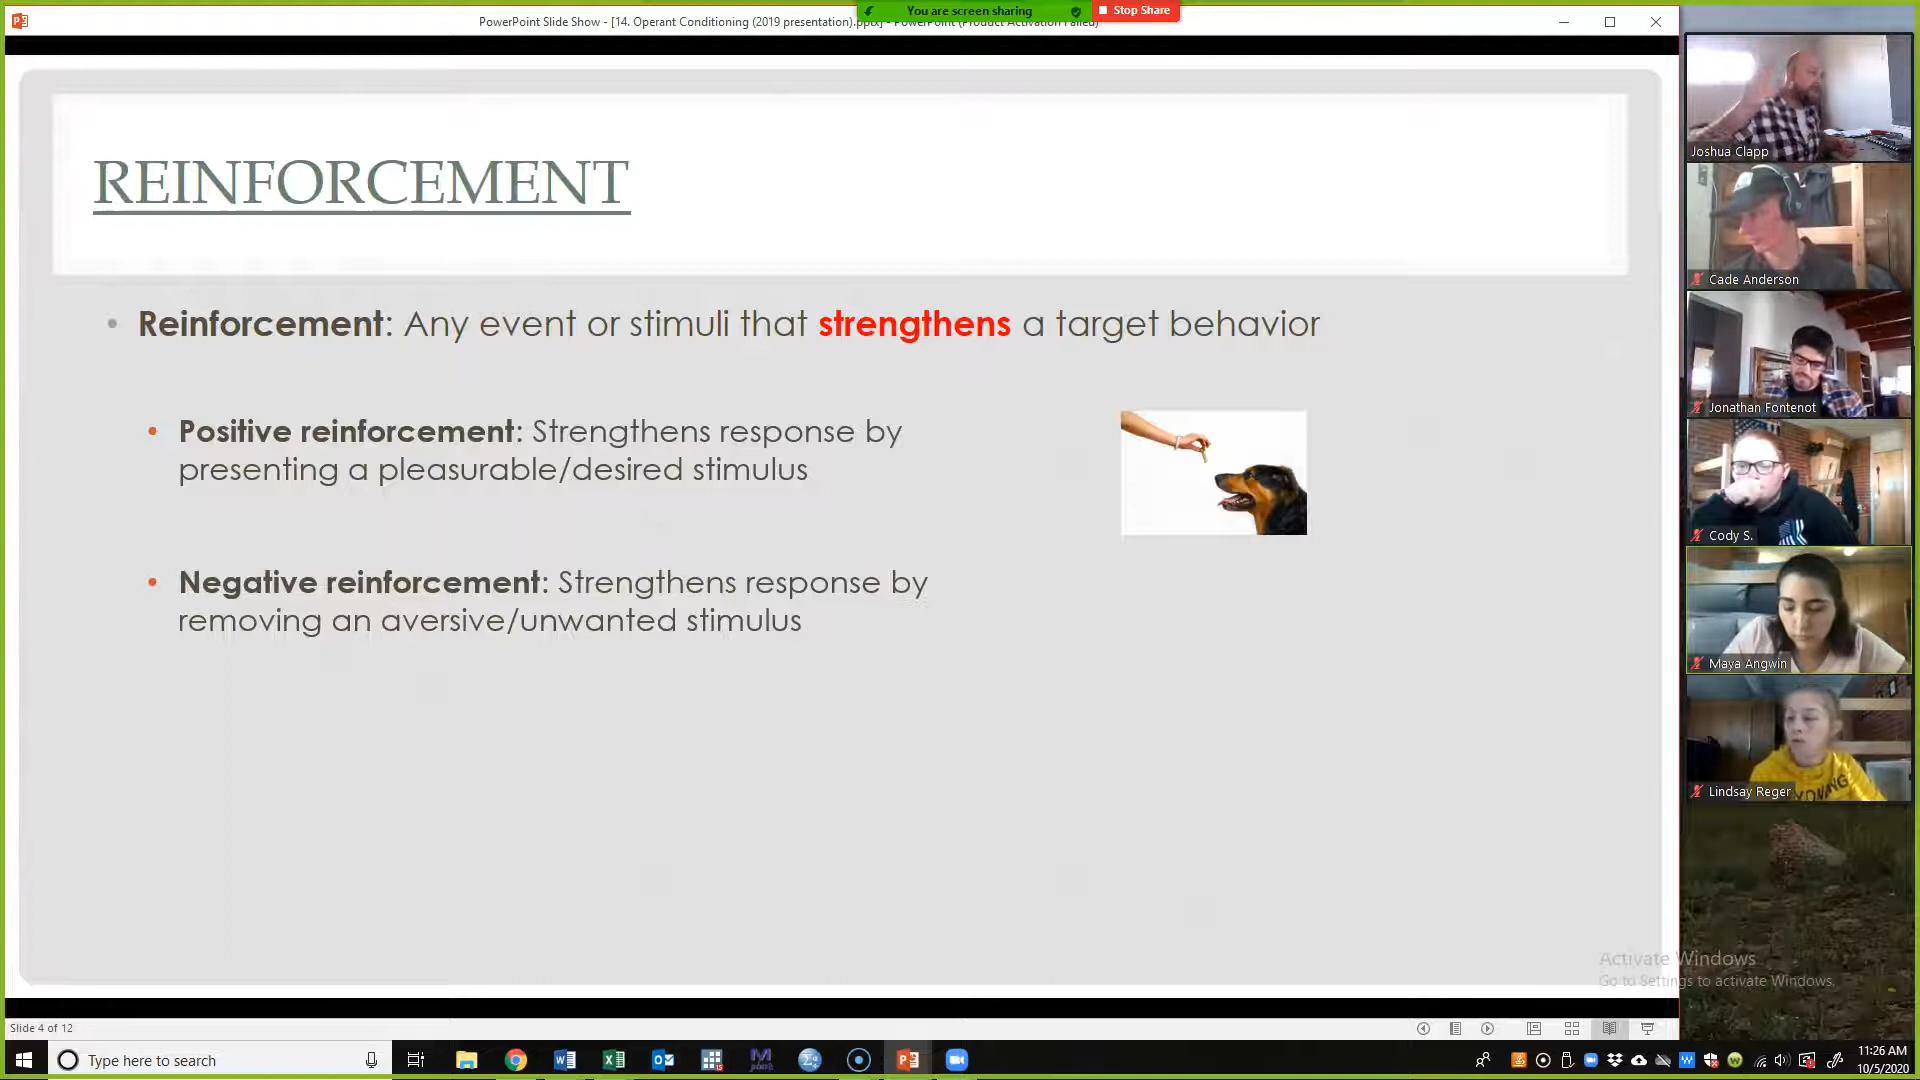 PowerPoint Slide Show - [14. Operant Conditioning (2019 presentation).pptx] - PowerPoint (Product Activation Failed)
You are screen sharing
Stop Share
REINFORCEMENT
• Reinforcement: Any event or stimuli that strengthens a target behavior
• Positive reinforcement: Strengthens response by
presenting a pleasurable/desired stimulus
• Negative reinforcement: Strengthens response by
removing an aversive/unwanted stimulus
Joshua Clapp
Cade Anderson
Jonathan Fontenot
Cody S.
Maya Angwin
Lindsay Reger
Activate Windows
Go to Settings to activate Windows.
Slide 4 of 12
Type here to search
11:26 AM
10/5/2020